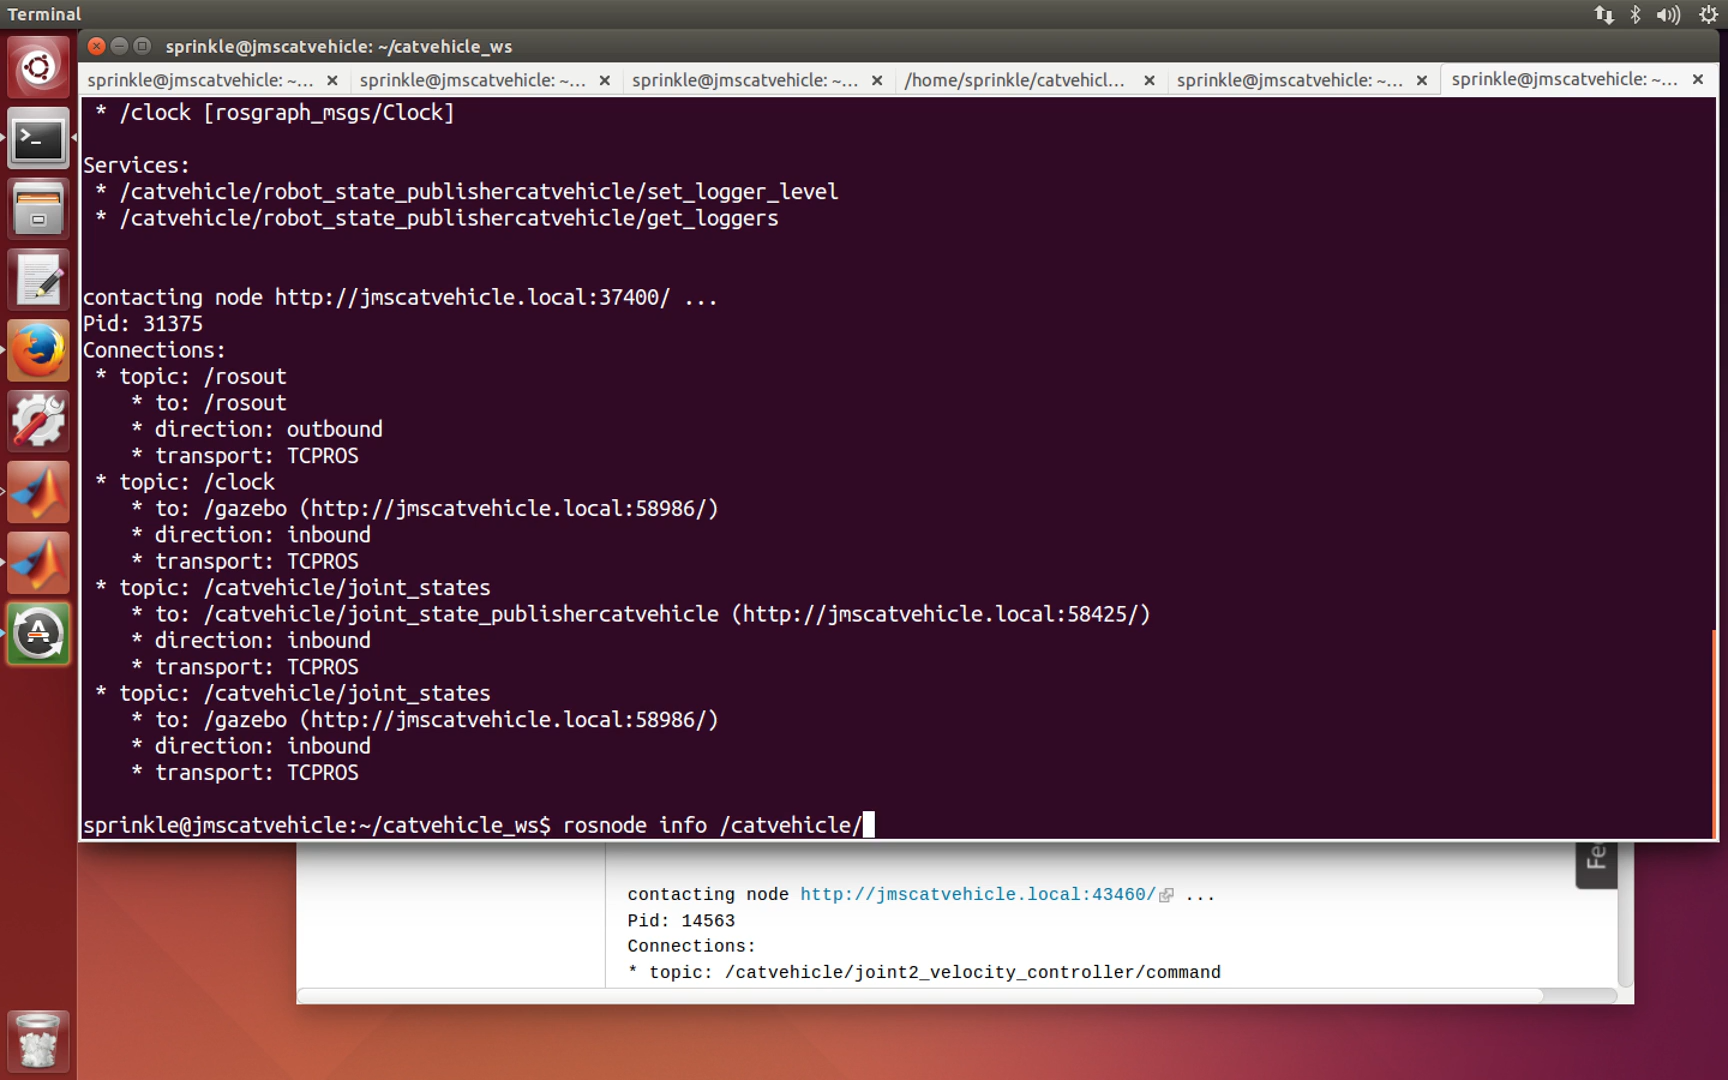 Terminal
sprinkle@jmscatvehicle: ~/catvehicle_ws
sprinkle@jmscatvehicle: ~... sprinkle@jmscatvehicle: ~... sprinkle@jmscatvehicle: ~... /home/sprinkle/catvehicl... sprinkle@jmscatvehicle: ~... sprinkle@jmscatvehicle: ~...
* /clock [rosgraph_msgs/Clock]
Services:
* /catvehicle/robot_state_publishercatvehicle/set_logger_level
* /catvehicle/robot_state_publishercatvehicle/get_loggers
contacting node http://jmscatvehicle.local:37400/ ...
Pid: 31375
Connections:
* topic: /rosout
* to: /rosout
* direction: outbound
* transport: TCPROS
* topic: /clock
* to: /gazebo (http://jmscatvehicle.local:58986/)
* direction: inbound
* transport: TCPROS
* topic: /catvehicle/joint_states
* to: /catvehicle/joint_state_publishercatvehicle (http://jmscatvehicle.local:58425/)
* direction: inbound
* transport: TCPROS
* topic: /catvehicle/joint_states
* to: /gazebo (http://jmscatvehicle.local:58986/)
* direction: inbound
* transport: TCPROS
sprinkle@jmscatvehicle:~/catvehicle_ws$ rosnode info /catvehicle/
contacting node http://jmscatvehicle.local:43460/ ...
Pid: 14563
Connections:
* topic: /catvehicle/joint2_velocity_controller/command